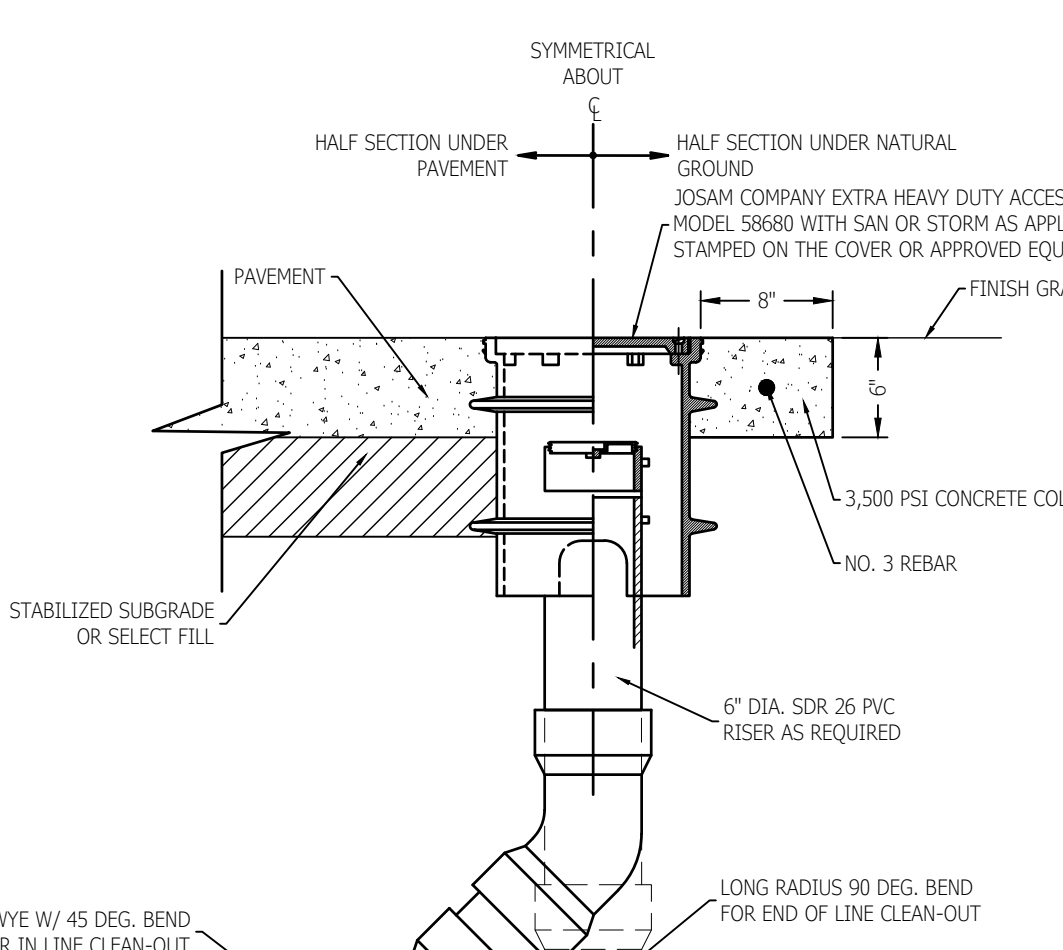 SYMMETRICAL
ABOUT
℄
HALF SECTION UNDER
PAVEMENT
HALF SECTION UNDER NATURAL
GROUND
JOSAM COMPANY EXTRA HEAVY DUTY ACCES
MODEL 58680 WITH SAN OR STORM AS APPL
STAMPED ON THE COVER OR APPROVED EQU
PAVEMENT
8"
FINISH GRA
6"
3,500 PSI CONCRETE COL
NO. 3 REBAR
STABILIZED SUBGRADE
OR SELECT FILL
6" DIA. SDR 26 PVC
RISER AS REQUIRED
LONG RADIUS 90 DEG. BEND
FOR END OF LINE CLEAN-OUT
WYE W/ 45 DEG. BEND
R IN LINE CLEAN-OUT